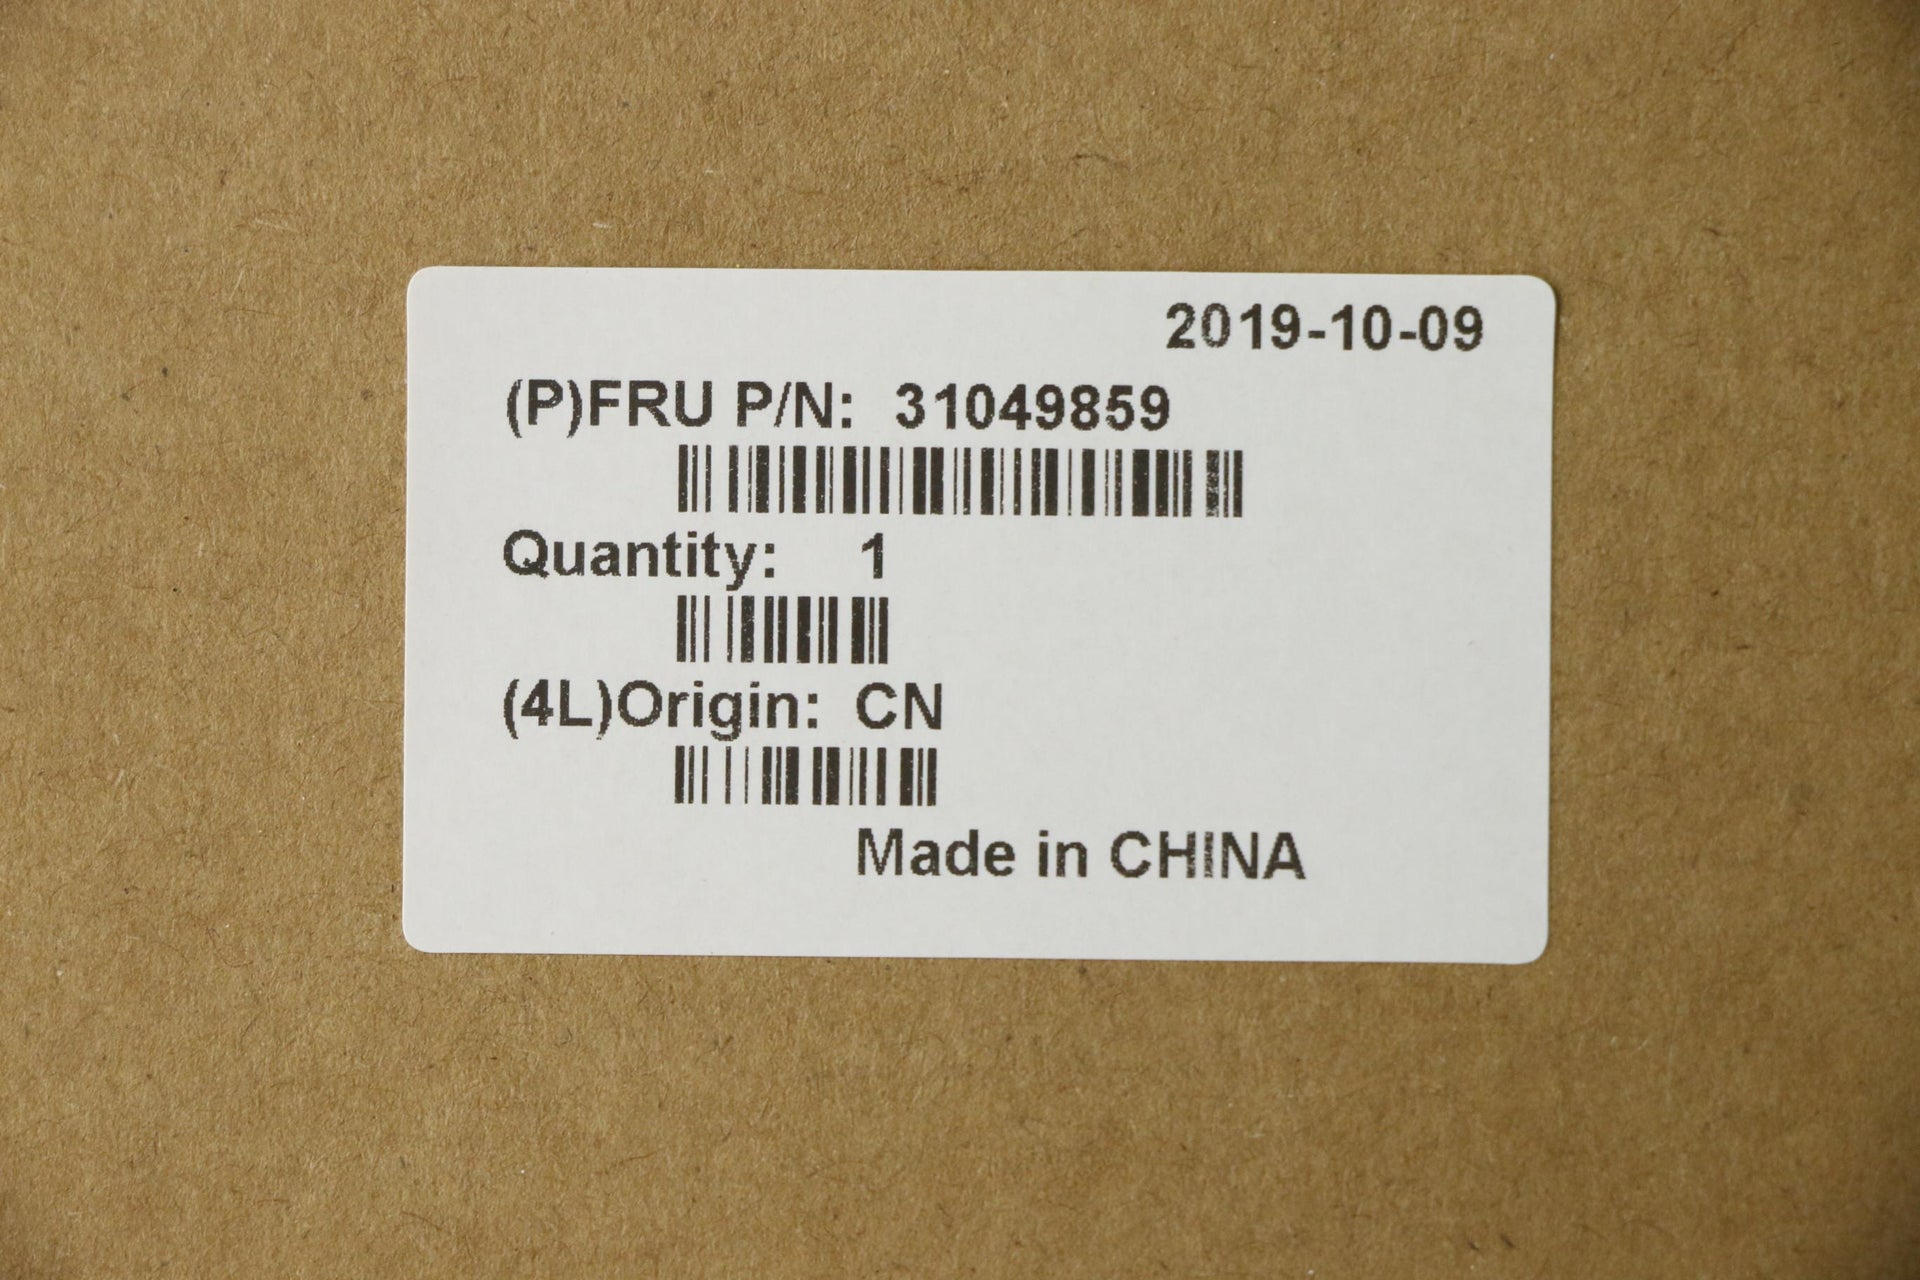 2019-10-09
(P)FRU P/N: 31049859
Quantity: 1
(4L)Origin: CN
Made in CHINA